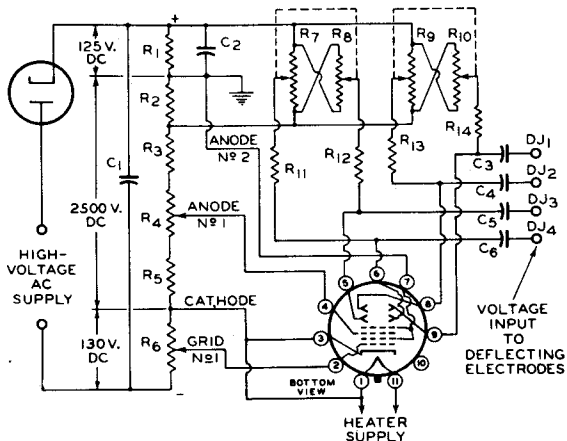 +
125 V.
DC
2500 V.
DC
130 V.
DC
HIGH-
VOLTAGE
AC
SUPPLY
R1
R2
R3
R4
R5
R6
C1
C2
R7
R8
R9
R10
R11
R12
R13
R14
ANODE
Nº 2
ANODE
Nº 1
CATHODE
GRID
Nº1
-
C3
DJ1
C4
DJ2
C5
DJ3
C6
DJ4
VOLTAGE
INPUT
TO
DEFLECTING
ELECTRODES
5
6
7
4
8
3
9
2
10
1
11
BOTTOM
VIEW
HEATER
SUPPLY